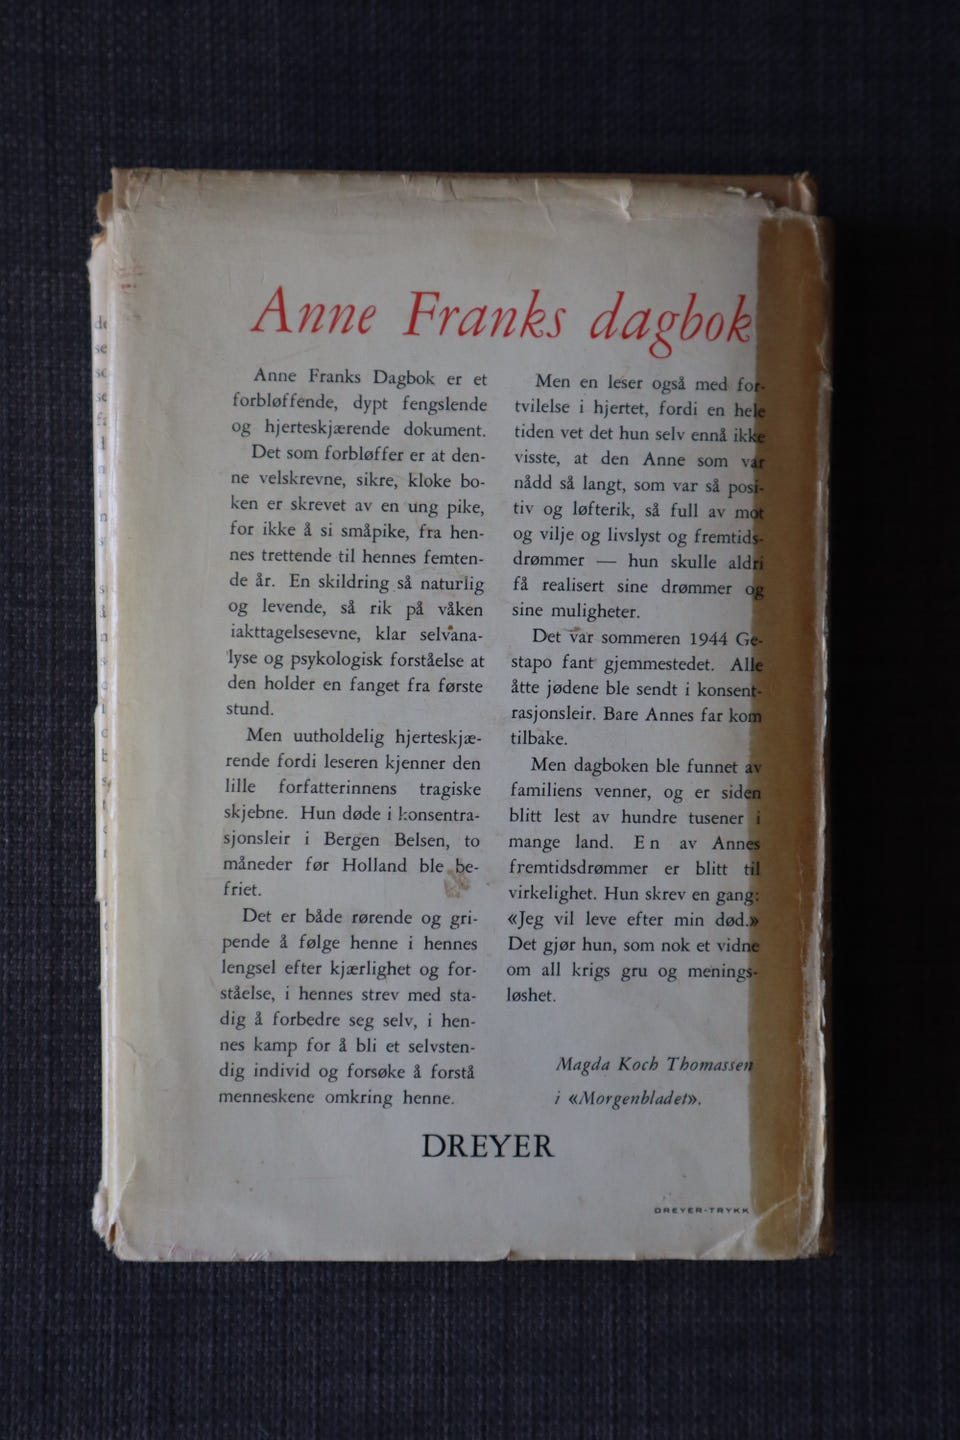 Anne Franks dagbok
Anne Franks Dagbok er et
forbløffende, dypt fengslende
og hjerteskjærende dokument.
Det som forbløffer er at den-
ne velskrevne, sikre, kloke bo-
ken er skrevet av en ung pike,
for ikke å si småpike, fra hen-
nes trettende til hennes femten-
de år. En skildring så naturlig
og levende, så rik på våken
iakttagelsesevne, klar selvana-
lyse og psykologisk forståelse at
den holder en fanget fra første
stund.
Men uutholdelig hjerteskjæ-
rende fordi leseren kjenner den
lille forfatterinnens tragiske
skjebne. Hun døde i konsentra-
sjonsleir i Bergen Belsen, to
måneder før Holland ble be-
friet.
Det er både rørende og gri-
pende å følge henne i hennes
lengsel efter kjærlighet og for-
ståelse, i hennes strev med sta-
dig å forbedre seg selv, i hen-
nes kamp for å bli et selvsten-
dig individ og forsøke å forstå
menneskene omkring henne.
Men en leser også med for-
tvilelse i hjertet, fordi en hele
tiden vet det hun selv ennå ikke
visste, at den Anne som var
nådd så langt, som var så posi-
tiv og løfterik, så full av mot
og vilje og livslyst og fremtids-
drømmer — hun skulle aldri
få realisert sine drømmer og
sine muligheter.
Det var sommeren 1944 Ge-
stapo fant gjemmestedet. Alle
åtte jødene ble sendt i konsent-
rasjonsleir. Bare Annes far kom
tilbake.
Men dagboken ble funnet av
familiens venner, og er siden
blitt lest av hundre tusener i
mange land. En av Annes
fremtidsdrømmer er blitt til
virkelighet. Hun skrev en gang:
«Jeg vil leve efter min død.»
Det gjør hun, som nok et vidne
om all krigs gru og menings-
løshet.
Magda Koch Thomassen
i «Morgenbladet».
DREYER
DREYER-TRYKK